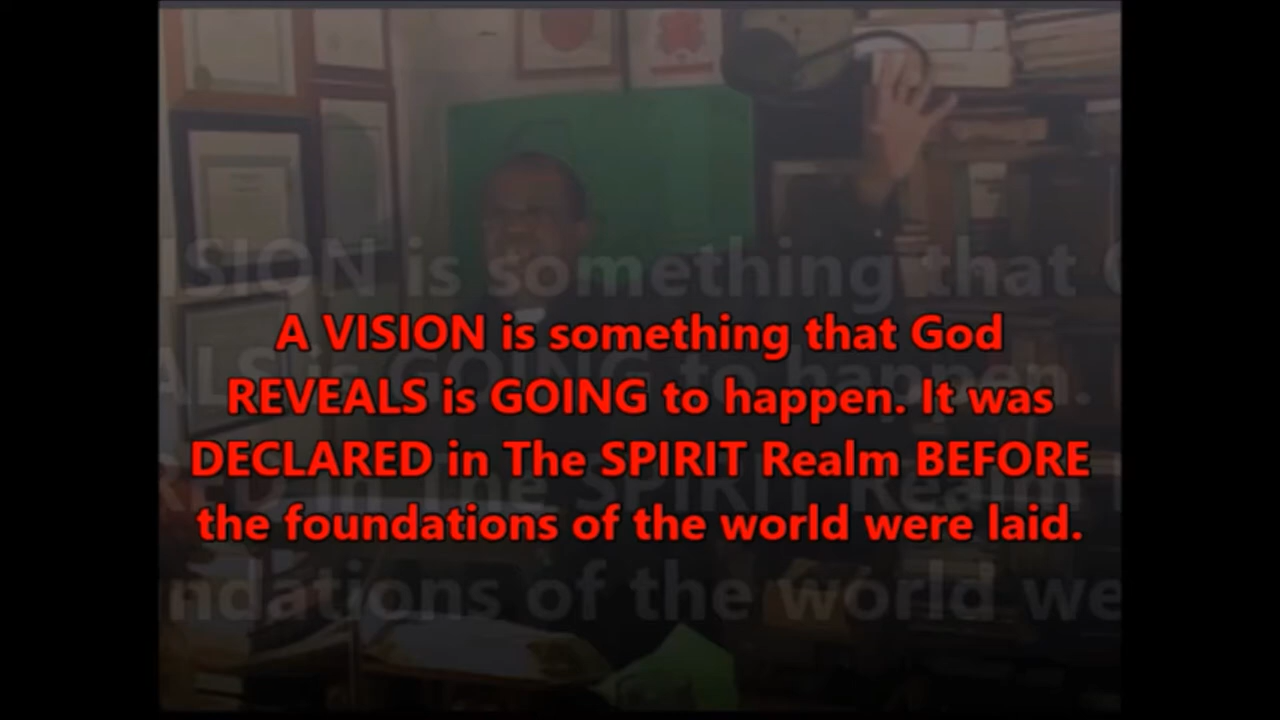 A VISION is something that God
REVEALS is GOING to happen. It was
DECLARED in The SPIRIT Realm BEFORE
the foundations of the world were laid.